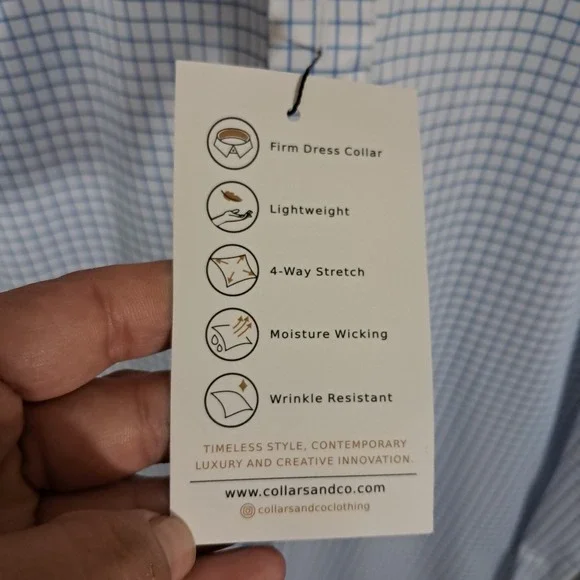 Firm Dress Collar
Lightweight
4-Way Stretch
Moisture Wicking
Wrinkle Resistant
TIMELESS STYLE, CONTEMPORARY
LUXURY AND CREATIVE INNOVATION.
www.collarsandco.com
collarsandcoclothing